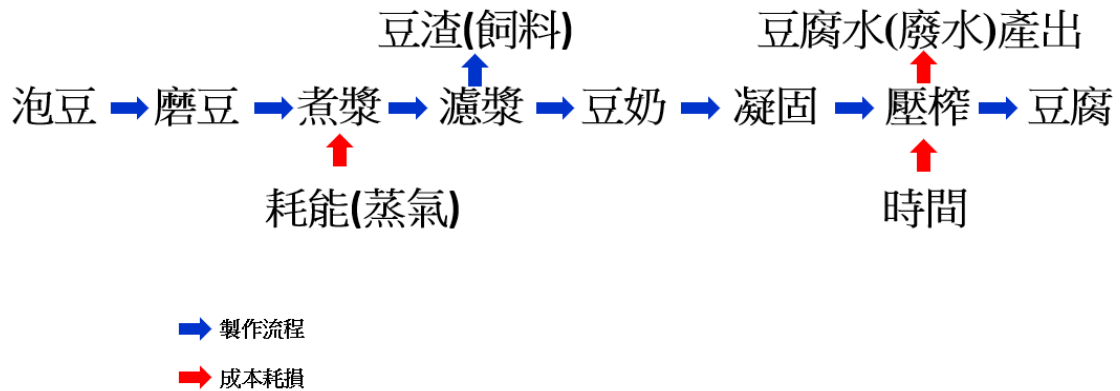 豆渣(飼料) 豆腐水(廢水)產出
泡豆 磨豆 煮漿 濾漿 豆奶 凝固 壓榨 豆腐
耗能(蒸氣) 時間
製作流程
成本耗損